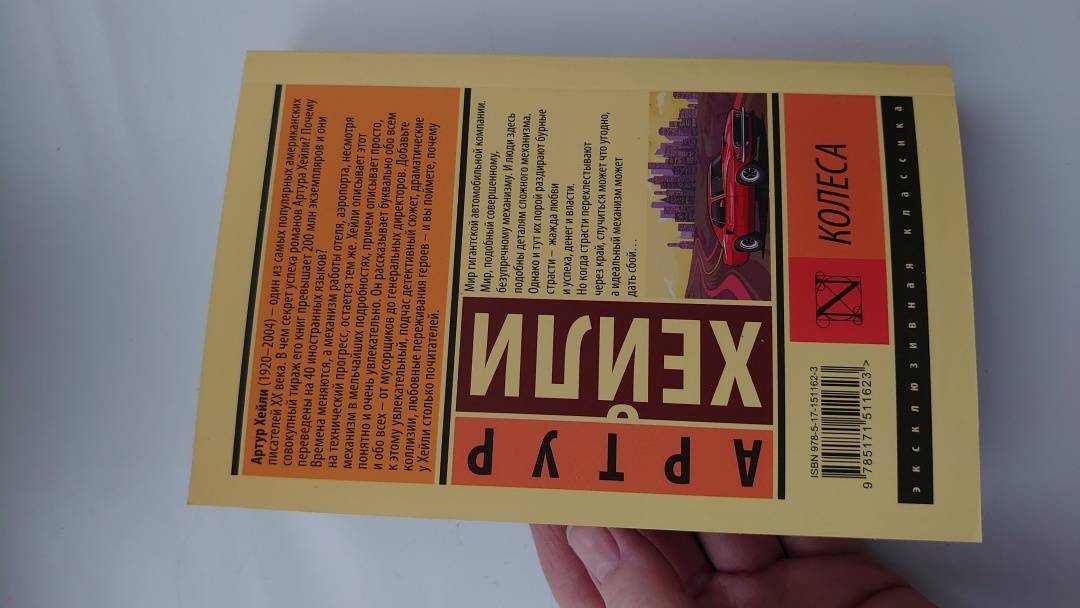 Артур Хейли (1920–2004) – один из самых популярных американских
писателей XX века. В чем секрет успеха романов Артура Хейли? Почему
совокупный тираж его книг превышает 200 млн экземпляров и они
переведены на 40 иностранных языков?
Времена меняются, а механизм работы отеля, аэропорта, несмотря
на технический прогресс, остается тем же. Хейли описывает этот
механизм в мельчайших подробностях, причем описывает просто,
понятно и очень увлекательно. Он рассказывает буквально обо всем
и обо всех – от мусорщиков до генеральных директоров. Добавьте
к этому увлекательный, подчас детективный сюжет, драматические
коллизии, любовные переживания героев – и вы поймете, почему
у Хейли столько почитателей.
АРТУР
ХЕЙЛИ
Мир гигантской автомобильной компании.
Мир, подобный совершенному,
безупречному механизму. И люди здесь
подобны деталям сложного механизма.
Однако и тут их порой раздирают бурные
страсти – жажда любви
и успеха, денег и власти.
Но когда страсти перехлестывают
через край, случиться может что угодно,
а идеальный механизм может
дать сбой…
N
КОЛЕСА
ISBN 978-5-17-151162-3
9 785171 511623 >
эксклюзивная классика